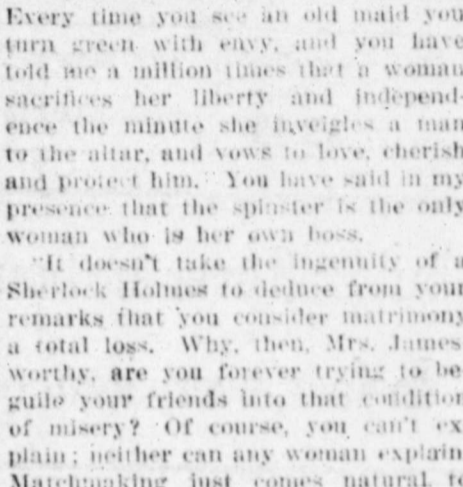 Every time you see an old maid you
turn green with envy, and you have
told me a million times that a woman
sacrifices her liberty and independ-
ence the minute she inveigles a man
to the altar, and vows to love, cherish
and protect him. You have said in my
presence that the spinster is the only
woman who is her own boss.
"It doesn't take the ingenuity of a
Sherlock Holmes to deduce from your
remarks that you consider matrimony
a total loss. Why, then, Mrs. James-
worthy, are you forever trying to be-
guile your friends into that condition
of misery? Of course, you can't ex-
plain; neither can any woman explain.
Matchmaking just comes natural to